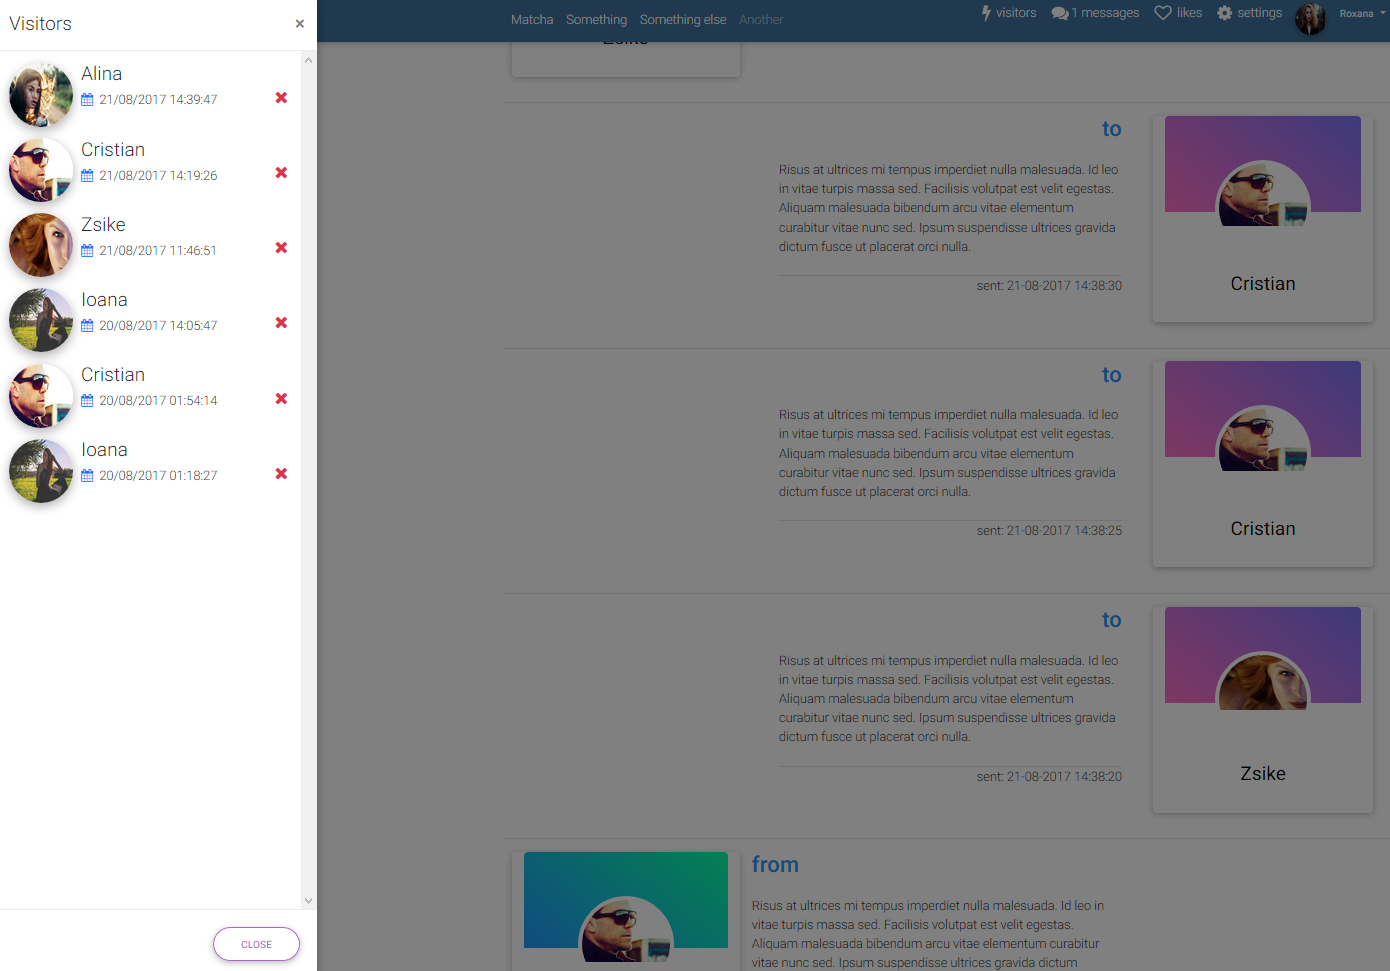 Visitors
×
Alina
21/08/2017 14:39:47
Cristian
21/08/2017 14:19:26
Zsike
21/08/2017 11:46:51
Ioana
20/08/2017 14:05:47
Cristian
20/08/2017 01:54:14
Ioana
20/08/2017 01:18:27
CLOSE
Matcha Something Something else Another
visitors 1 messages likes settings Roxana
Zsike
to
Risus at ultrices mi tempus imperdiet nulla malesuada. Id leo
in vitae turpis massa sed. Facilisis volutpat est velit egestas.
Aliquam malesuada bibendum arcu vitae elementum
curabitur vitae nunc sed. Ipsum suspendisse ultrices gravida
dictum fusce ut placerat orci nulla.
sent: 21-08-2017 14:38:30
Cristian
to
Risus at ultrices mi tempus imperdiet nulla malesuada. Id leo
in vitae turpis massa sed. Facilisis volutpat est velit egestas.
Aliquam malesuada bibendum arcu vitae elementum
curabitur vitae nunc sed. Ipsum suspendisse ultrices gravida
dictum fusce ut placerat orci nulla.
sent: 21-08-2017 14:38:25
Cristian
to
Risus at ultrices mi tempus imperdiet nulla malesuada. Id leo
in vitae turpis massa sed. Facilisis volutpat est velit egestas.
Aliquam malesuada bibendum arcu vitae elementum
curabitur vitae nunc sed. Ipsum suspendisse ultrices gravida
dictum fusce ut placerat orci nulla.
sent: 21-08-2017 14:38:20
Zsike
from
Risus at ultrices mi tempus imperdiet nulla malesuada. Id leo in
vitae turpis massa sed. Facilisis volutpat est velit egestas.
Aliquam malesuada bibendum arcu vitae elementum curabitur
vitae nunc sed. Ipsum suspendisse ultrices gravida dictum